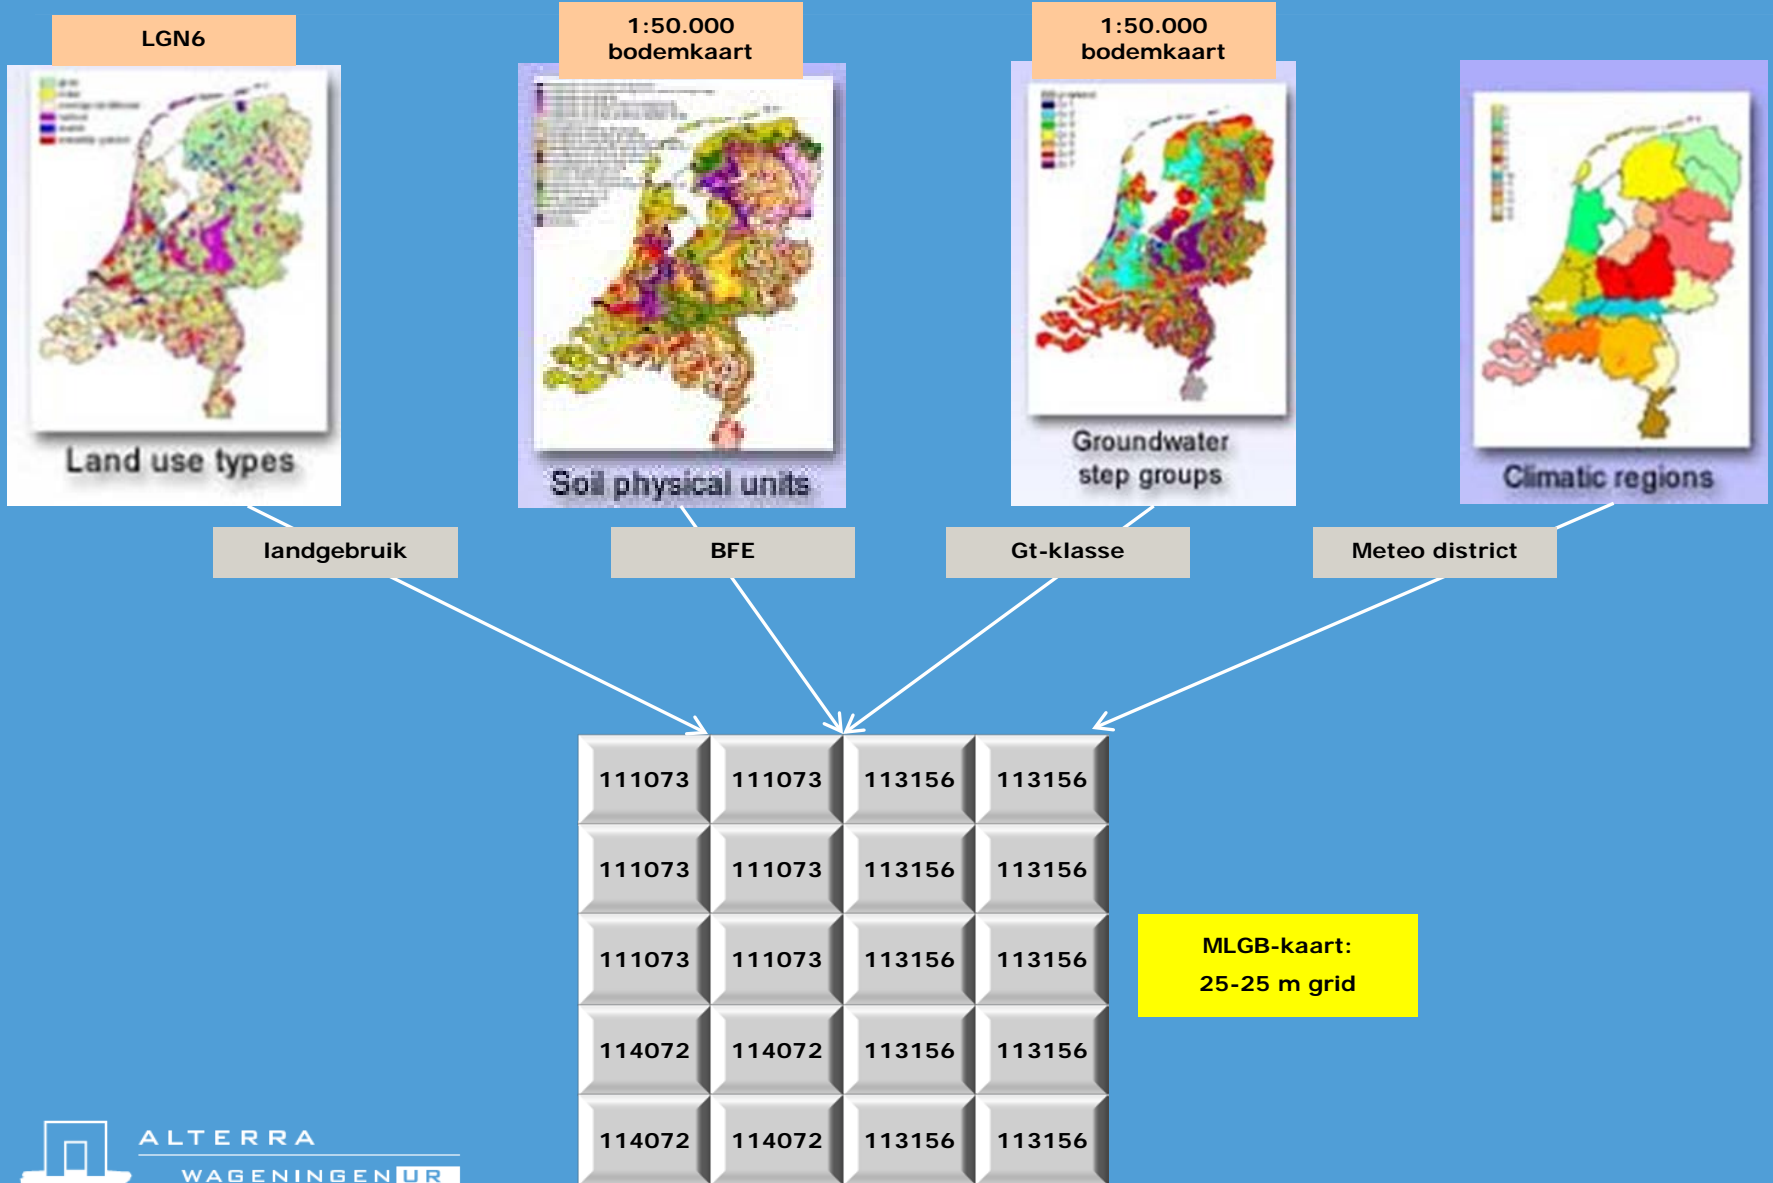 LGN6
1:50.000
bodemkaart
1:50.000
bodemkaart
Land use types
Soil physical units
Groundwater
step groups
Climatic regions
landgebruik
BFE
Gt-klasse
Meteo district
111073 111073 113156 113156
111073 111073 113156 113156
111073 111073 113156 113156
MLGB-kaart:
25-25 m grid
114072 114072 113156 113156
114072 114072 113156 113156
ALTERRA
WAGENINGEN UR